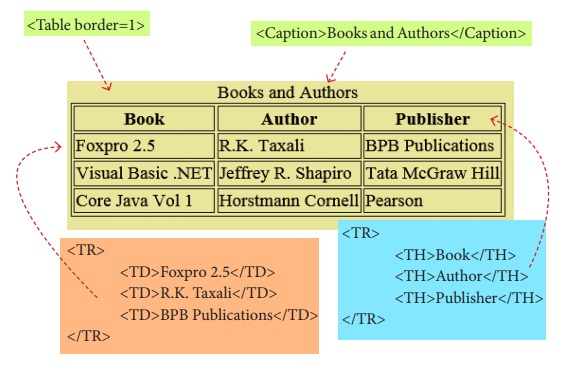 <Table border=1>
<Caption>Books and Authors</Caption>
Books and Authors
Book Author Publisher
Foxpro 2.5 R.K. Taxali BPB Publications
Visual Basic .NET Jeffrey R. Shapiro Tata McGraw Hill
Core Java Vol 1 Horstmann Cornell Pearson
<TR>
<TD>Foxpro 2.5</TD>
<TD>R.K. Taxali</TD>
<TD>BPB Publications</TD>
</TR>
<TR>
<TH>Book</TH>
<TH>Author</TH>
<TH>Publisher</TH>
</TR>